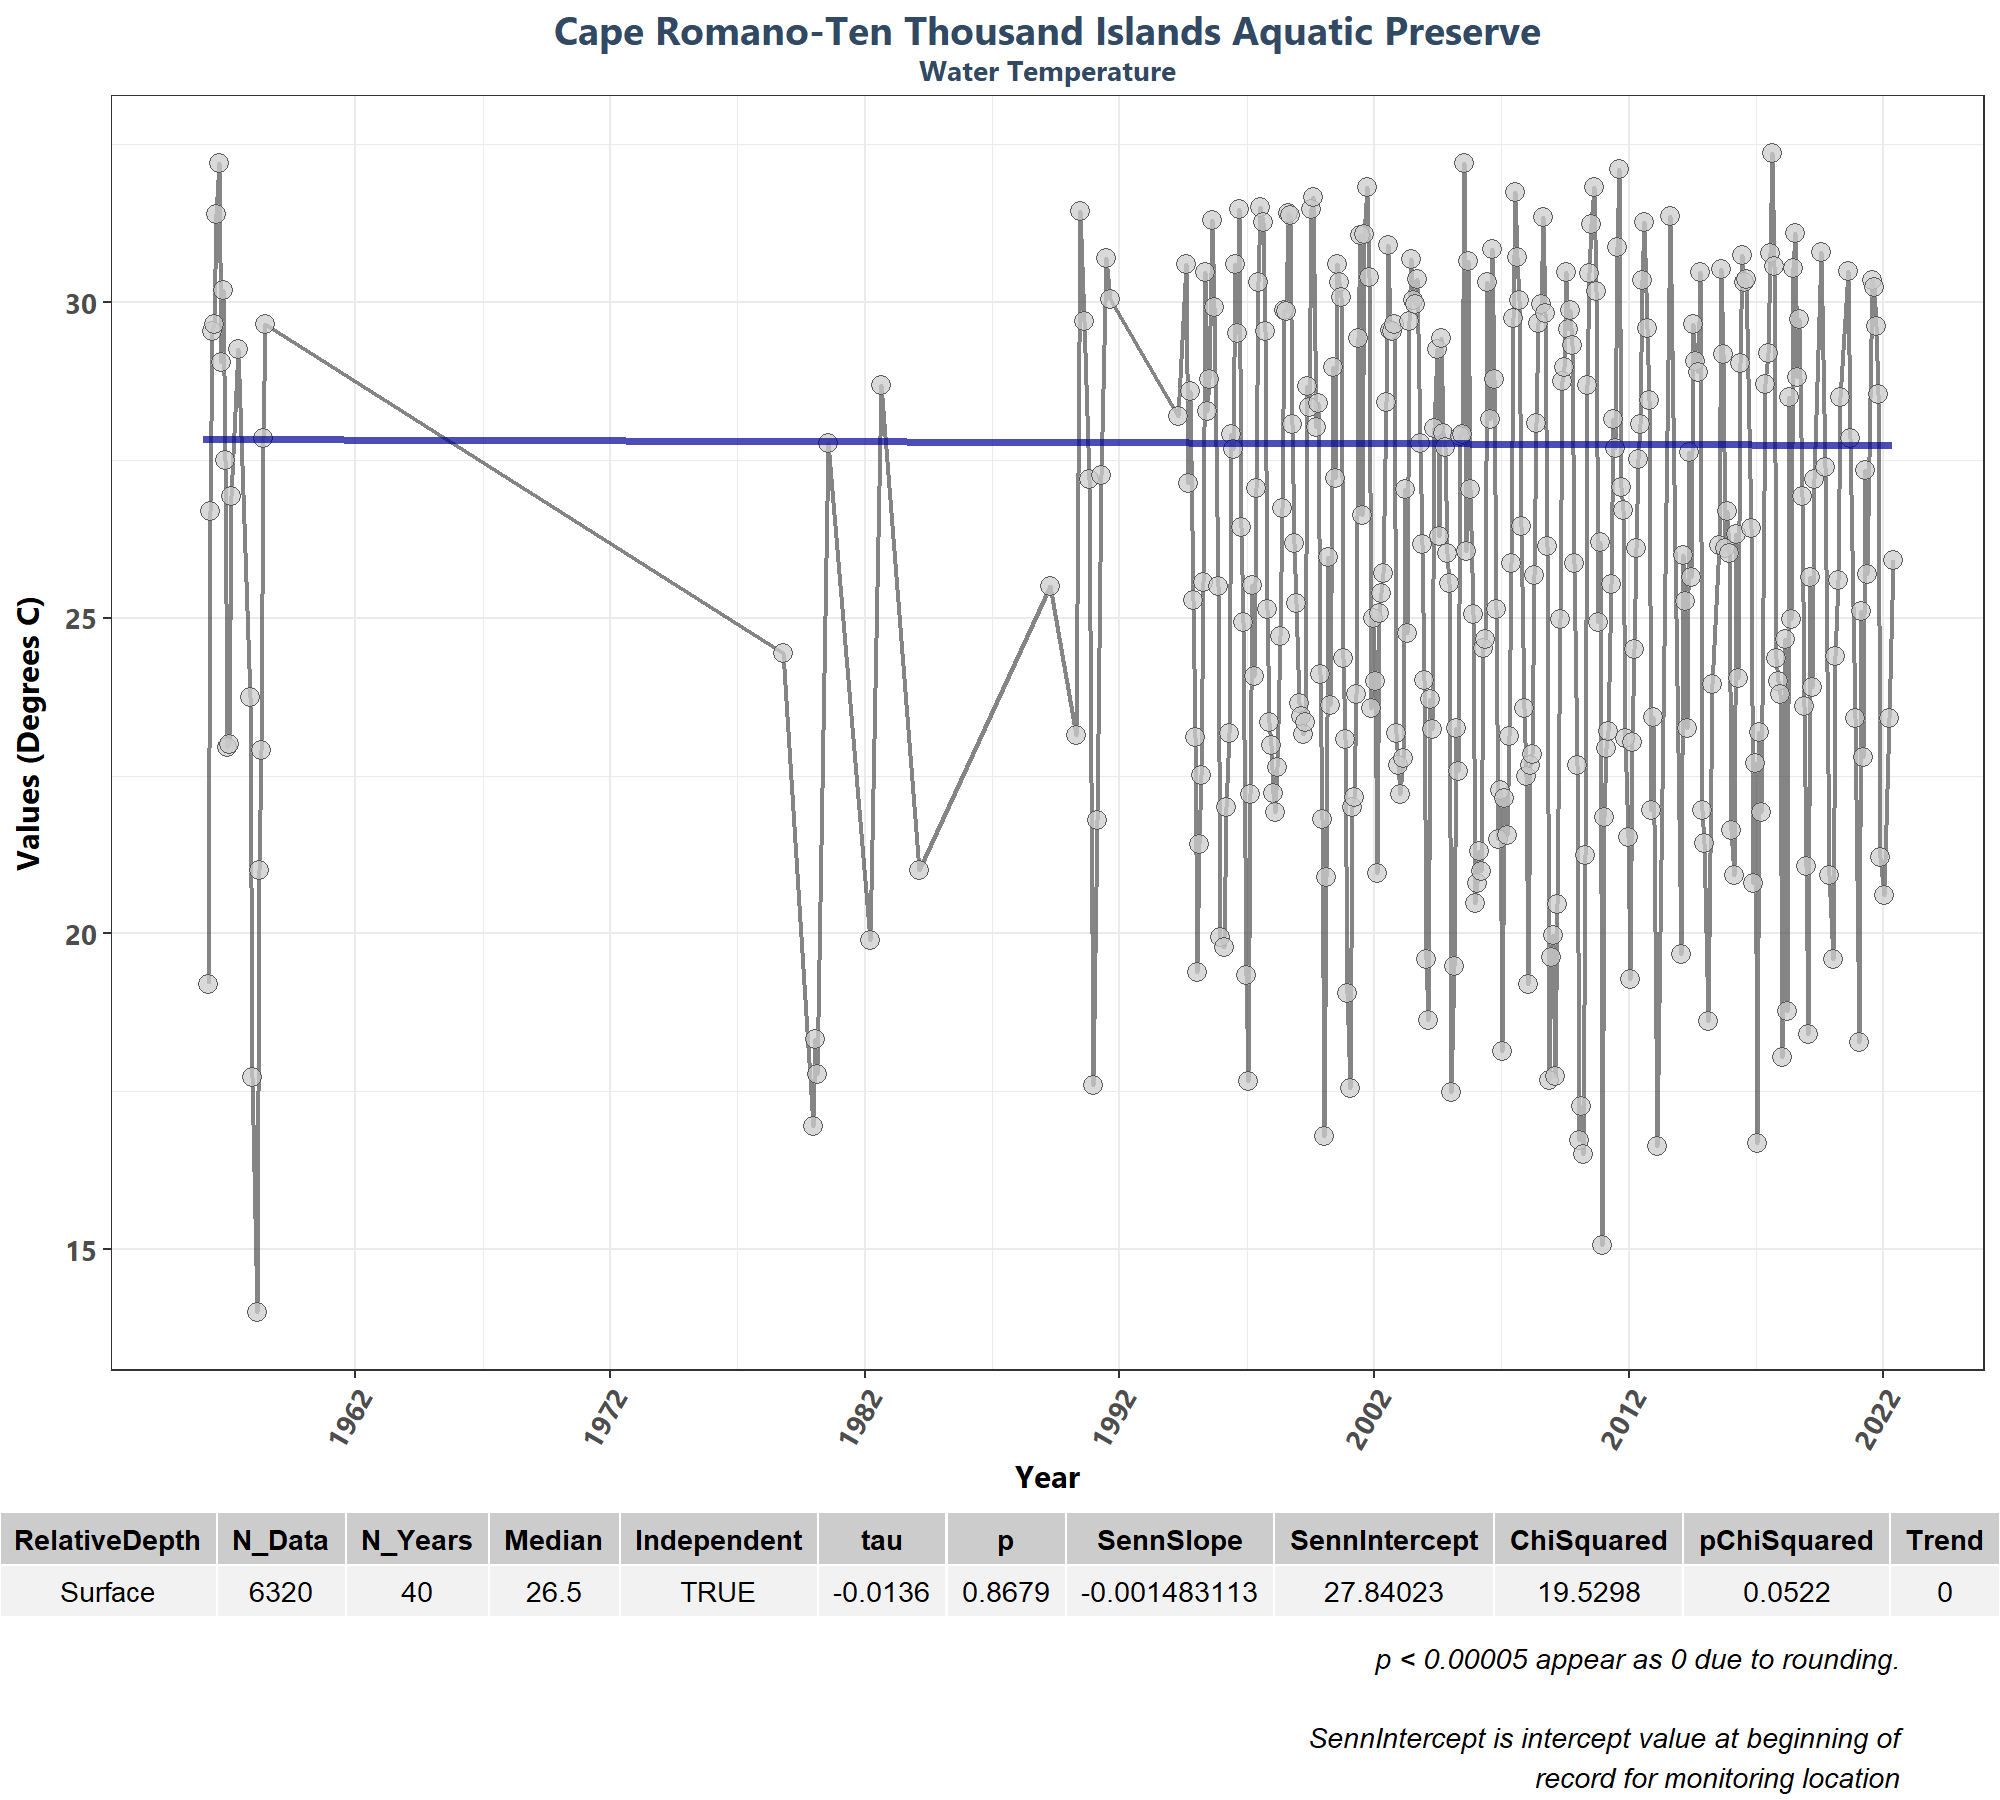 Cape Romano-Ten Thousand Islands Aquatic Preserve
Water Temperature
Values (Degrees C)
30
25
20
15
1962 1972 1982 1992 2002 2012 2022
Year
RelativeDepth N_Data N_Years Median Independent tau p SennSlope SennIntercept ChiSquared pChiSquared Trend
Surface 6320 40 26.5 TRUE -0.0136 0.8679 -0.001483113 27.84023 19.5298 0.0522 0
p < 0.00005 appear as 0 due to rounding.
SennIntercept is intercept value at beginning of
record for monitoring location